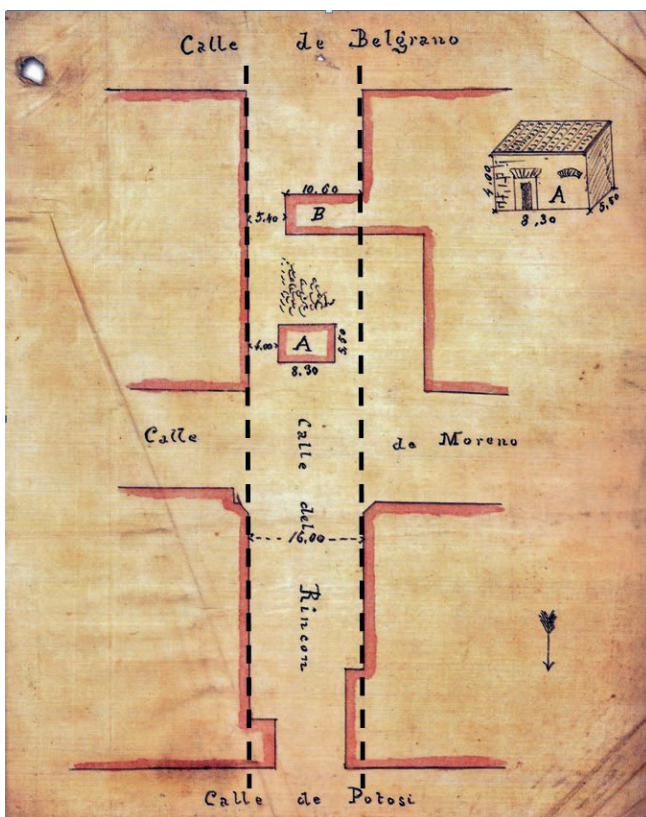 Calle de Belgrano
10.60
5.40
B
4.00
A
8,30
5,50
4.00
A
5.50
8.30
Calle de Moreno
Calle del Rincon
16,00
Calle de Potosi